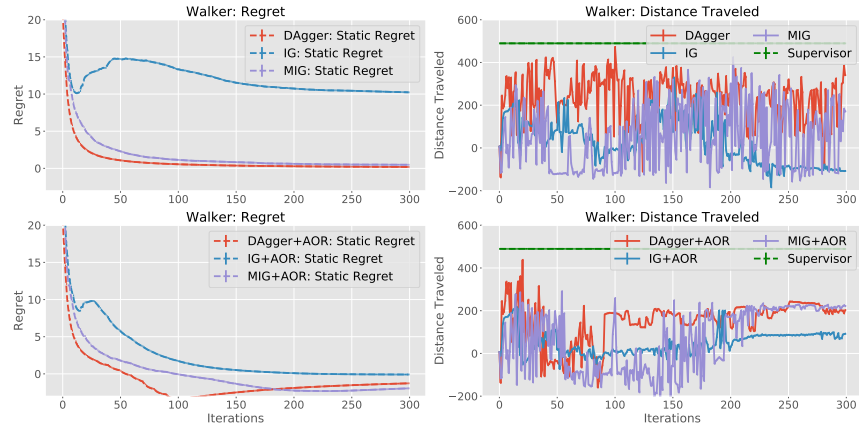 Walker: Regret
20
15
10
5
0
Regret
0
50
100
150
200
250
300
DAgger: Static Regret
IG: Static Regret
MIG: Static Regret
Walker: Distance Traveled
600
400
200
0
−200
Distance Traveled
0
50
100
150
200
250
300
DAgger
IG
MIG
Supervisor
Walker: Regret
20
15
10
5
0
Regret
0
50
100
150
200
250
300
Iterations
DAgger+AOR: Static Regret
IG+AOR: Static Regret
MIG+AOR: Static Regret
Walker: Distance Traveled
600
400
200
0
−200
Distance Traveled
0
50
100
150
200
250
300
Iterations
DAgger+AOR
IG+AOR
MIG+AOR
Supervisor